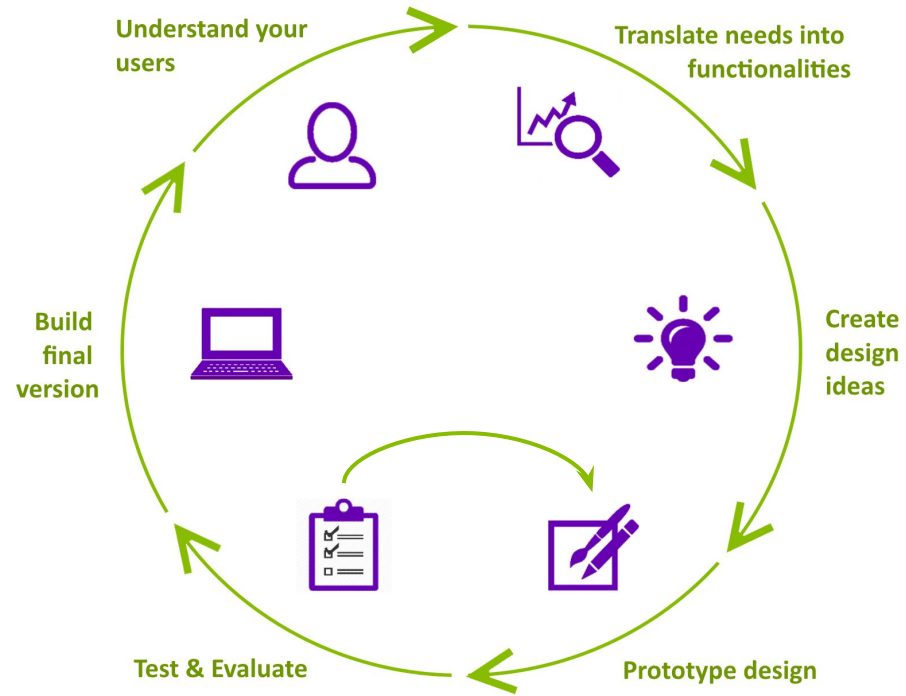 Understand your
users
Translate needs into
functionalities
Create
design
ideas
Prototype design
Test & Evaluate
Build
final
version